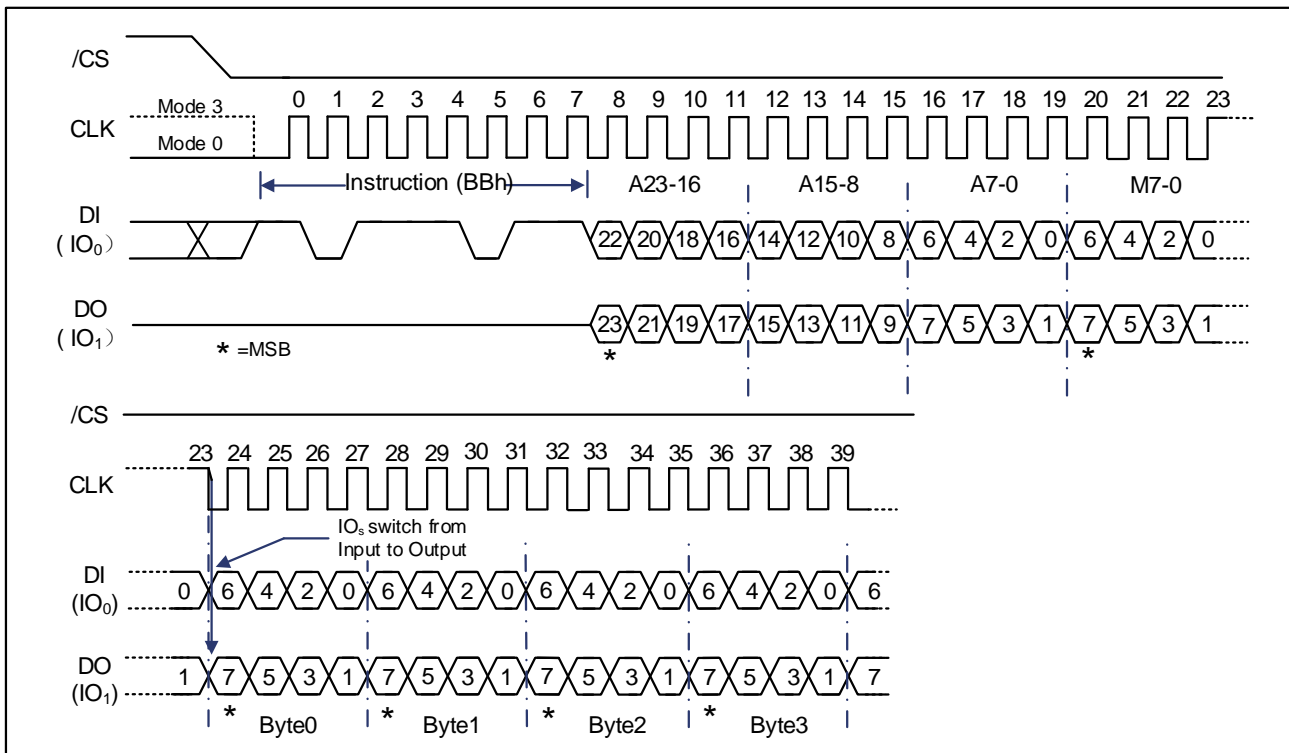 /CS
0 1 2 3 4 5 6 7 8 9 10 11 12 13 14 15 16 17 18 19 20 21 22 23
Mode 3
CLK
Mode 0
Instruction (BBh) A23-16 A15-8 A7-0 M7-0
DI
( IO0)
22 20 18 16 14 12 10 8 6 4 2 0 6 4 2 0
DO
( IO1)
23 21 19 17 15 13 11 9 7 5 3 1 7 5 3 1
* =MSB * *
/CS
23 24 25 26 27 28 29 30 31 32 33 34 35 36 37 38 39
CLK
IOs switch from
Input to Output
DI
(IO0)
0 6 4 2 0 6 4 2 0 6 4 2 0 6 4 2 0 6
DO
(IO1)
1 7 5 3 1 7 5 3 1 7 5 3 1 7 5 3 1 7
* Byte0 * Byte1 * Byte2 * Byte3